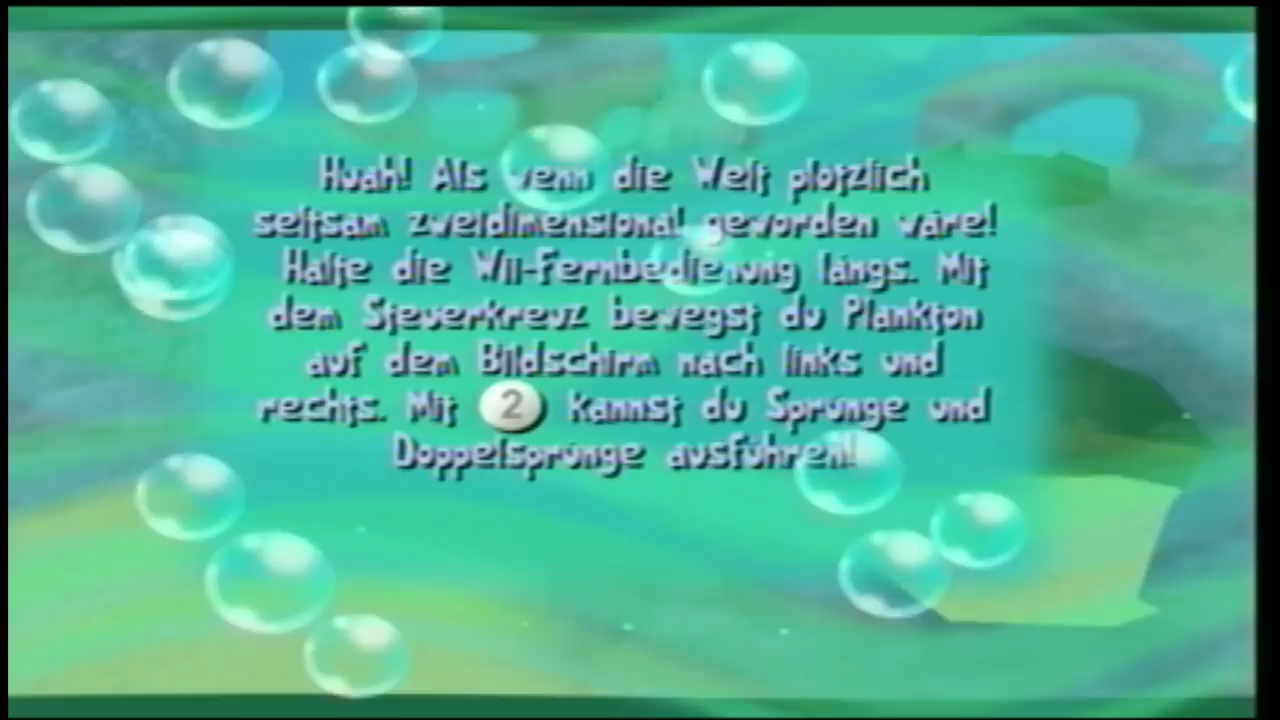 Huah! Als wenn die Welt plötzlich
seltsam zweidimensional geworden wäre!
Halte die Wii-Fernbedienung längs. Mit
dem Steuerkreuz bewegst du Plankton
auf dem Bildschirm nach links und
rechts. Mit 2 kannst du Sprünge und
Doppelsprünge ausführen!